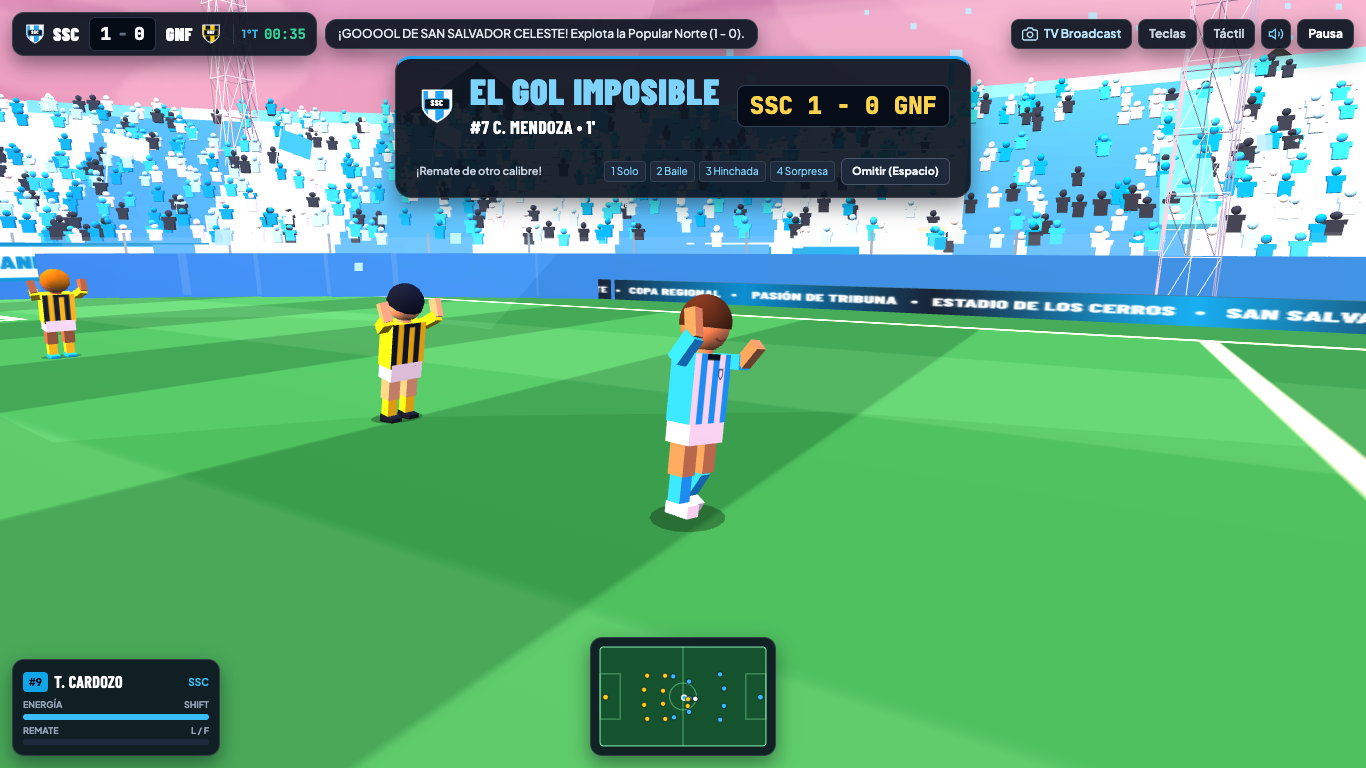 SSC 1 - 0 GNF 1ºT 00:35
¡GOOOOL DE SAN SALVADOR CELESTE! Explota la Popular Norte (1 - 0).
TV Broadcast
Teclas
Táctil
Pausa
SSC
EL GOL IMPOSIBLE
#7 C. MENDOZA • 1'
SSC 1 - 0 GNF
¡Remate de otro calibre!
1 Solo
2 Baile
3 Hinchada
4 Sorpresa
Omitir (Espacio)
COPA REGIONAL • PASIÓN DE TRIBUNA • ESTADIO DE LOS CERROS • SAN SALVA
#9 T. CARDOZO SSC
ENERGÍA SHIFT
REMATE L / F